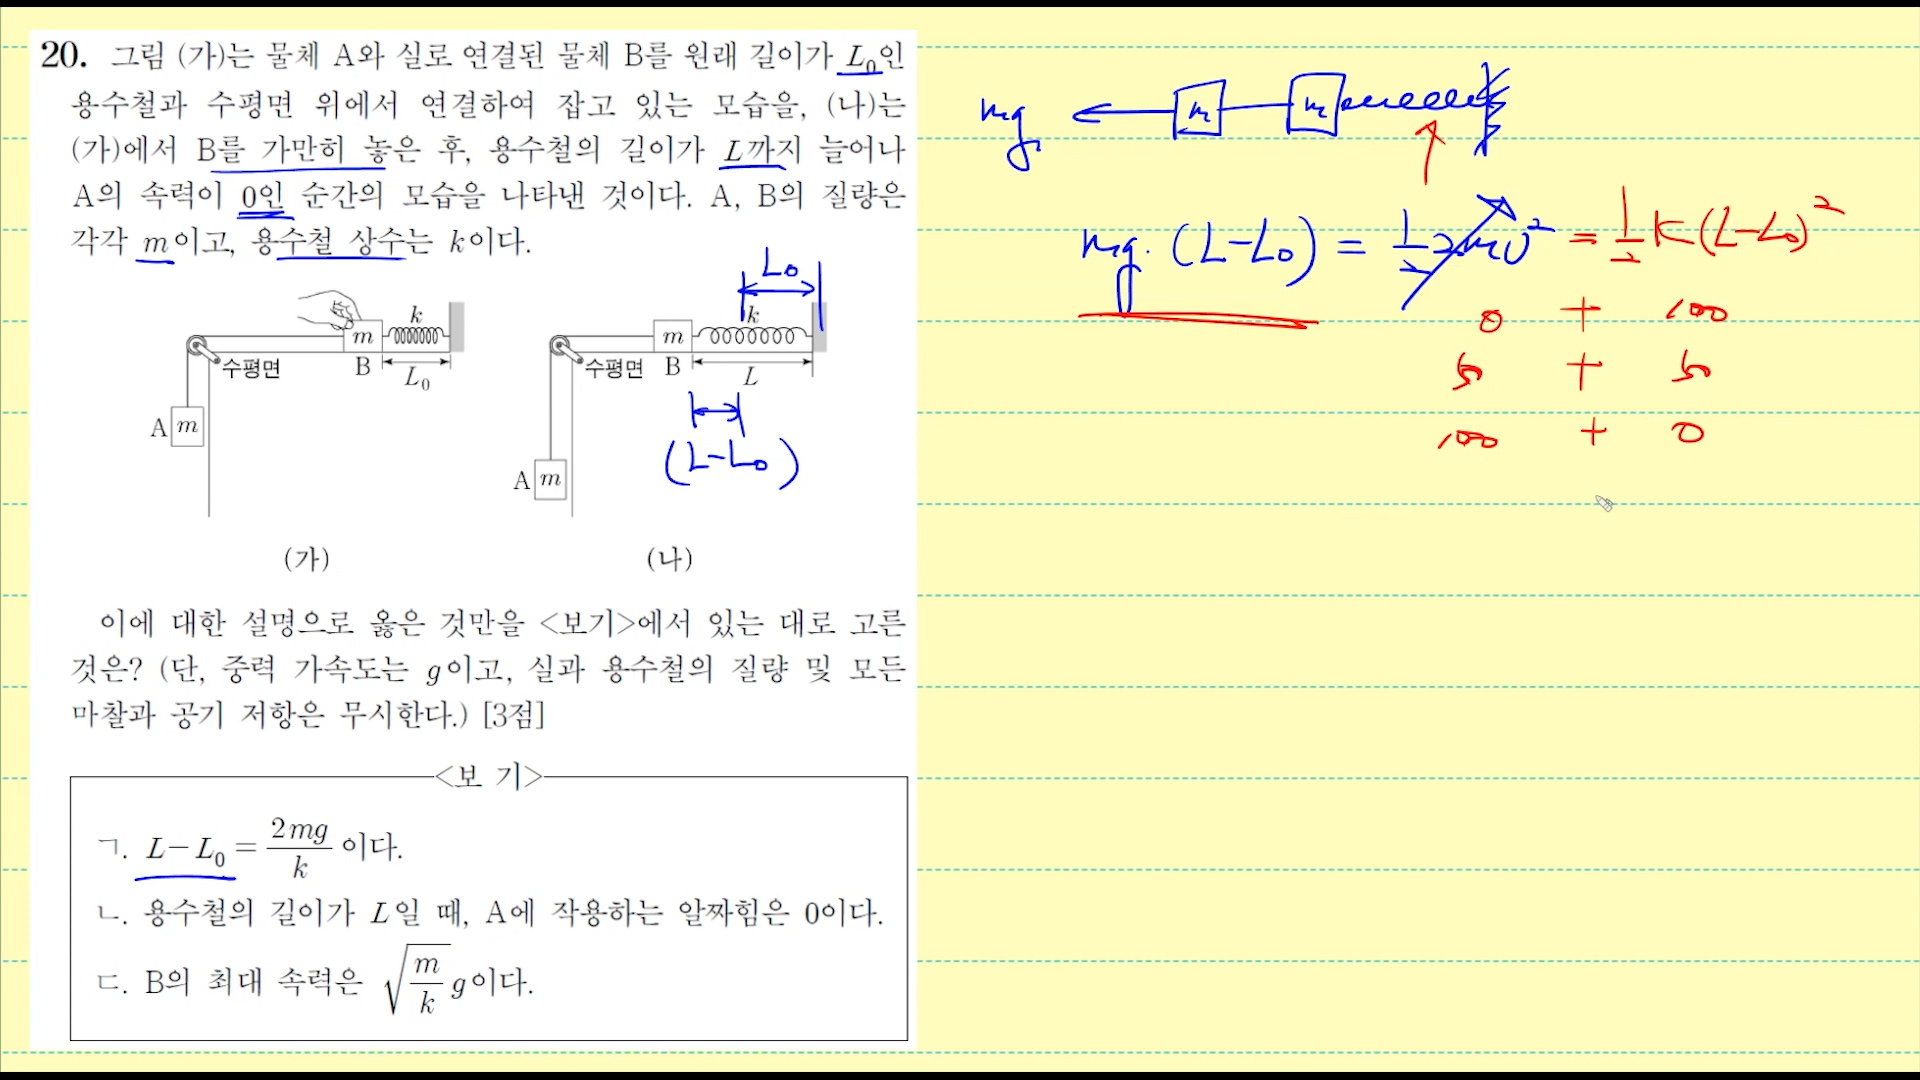 20. 그림 (가)는 물체 A와 실로 연결된 물체 B를 원래 길이가 L₀인
용수철과 수평면 위에서 연결하여 잡고 있는 모습을, (나)는
(가)에서 B를 가만히 놓은 후, 용수철의 길이가 L까지 늘어나
A의 속력이 0인 순간의 모습을 나타낸 것이다. A, B의 질량은
각각 m이고, 용수철 상수는 k이다.
k
m
수평면
B
L₀
A m
(가)
L₀
k
m
수평면
B
L
(L-L₀)
A m
(나)
이에 대한 설명으로 옳은 것만을 <보기>에서 있는 대로 고른
것은? (단, 중력 가속도는 g이고, 실과 용수철의 질량 및 모든
마찰과 공기 저항은 무시한다.) [3점]
<보 기>
ㄱ. L-L₀=2mg/k 이다.
ㄴ. 용수철의 길이가 L일 때, A에 작용하는 알짜힘은 0이다.
ㄷ. B의 최대 속력은 √(m/k) g이다.
mg m m
mg·(L-L₀) = 1/2 2mv² = 1/2 K(L-L₀)²
0 + 100
50 + 50
100 + 0